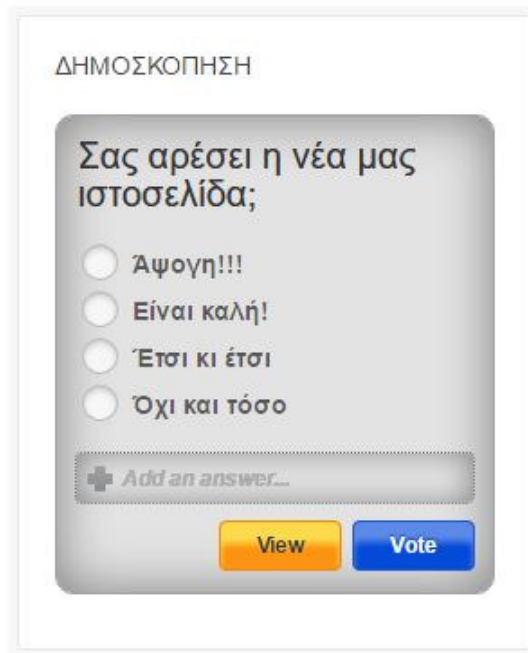 ΔΗΜΟΣΚΟΠΗΣΗ
Σας αρέσει η νέα μας
ιστοσελίδα;
Άψογη!!!
Είναι καλή!
Έτσι κι έτσι
Όχι και τόσο
Add an answer...
View
Vote